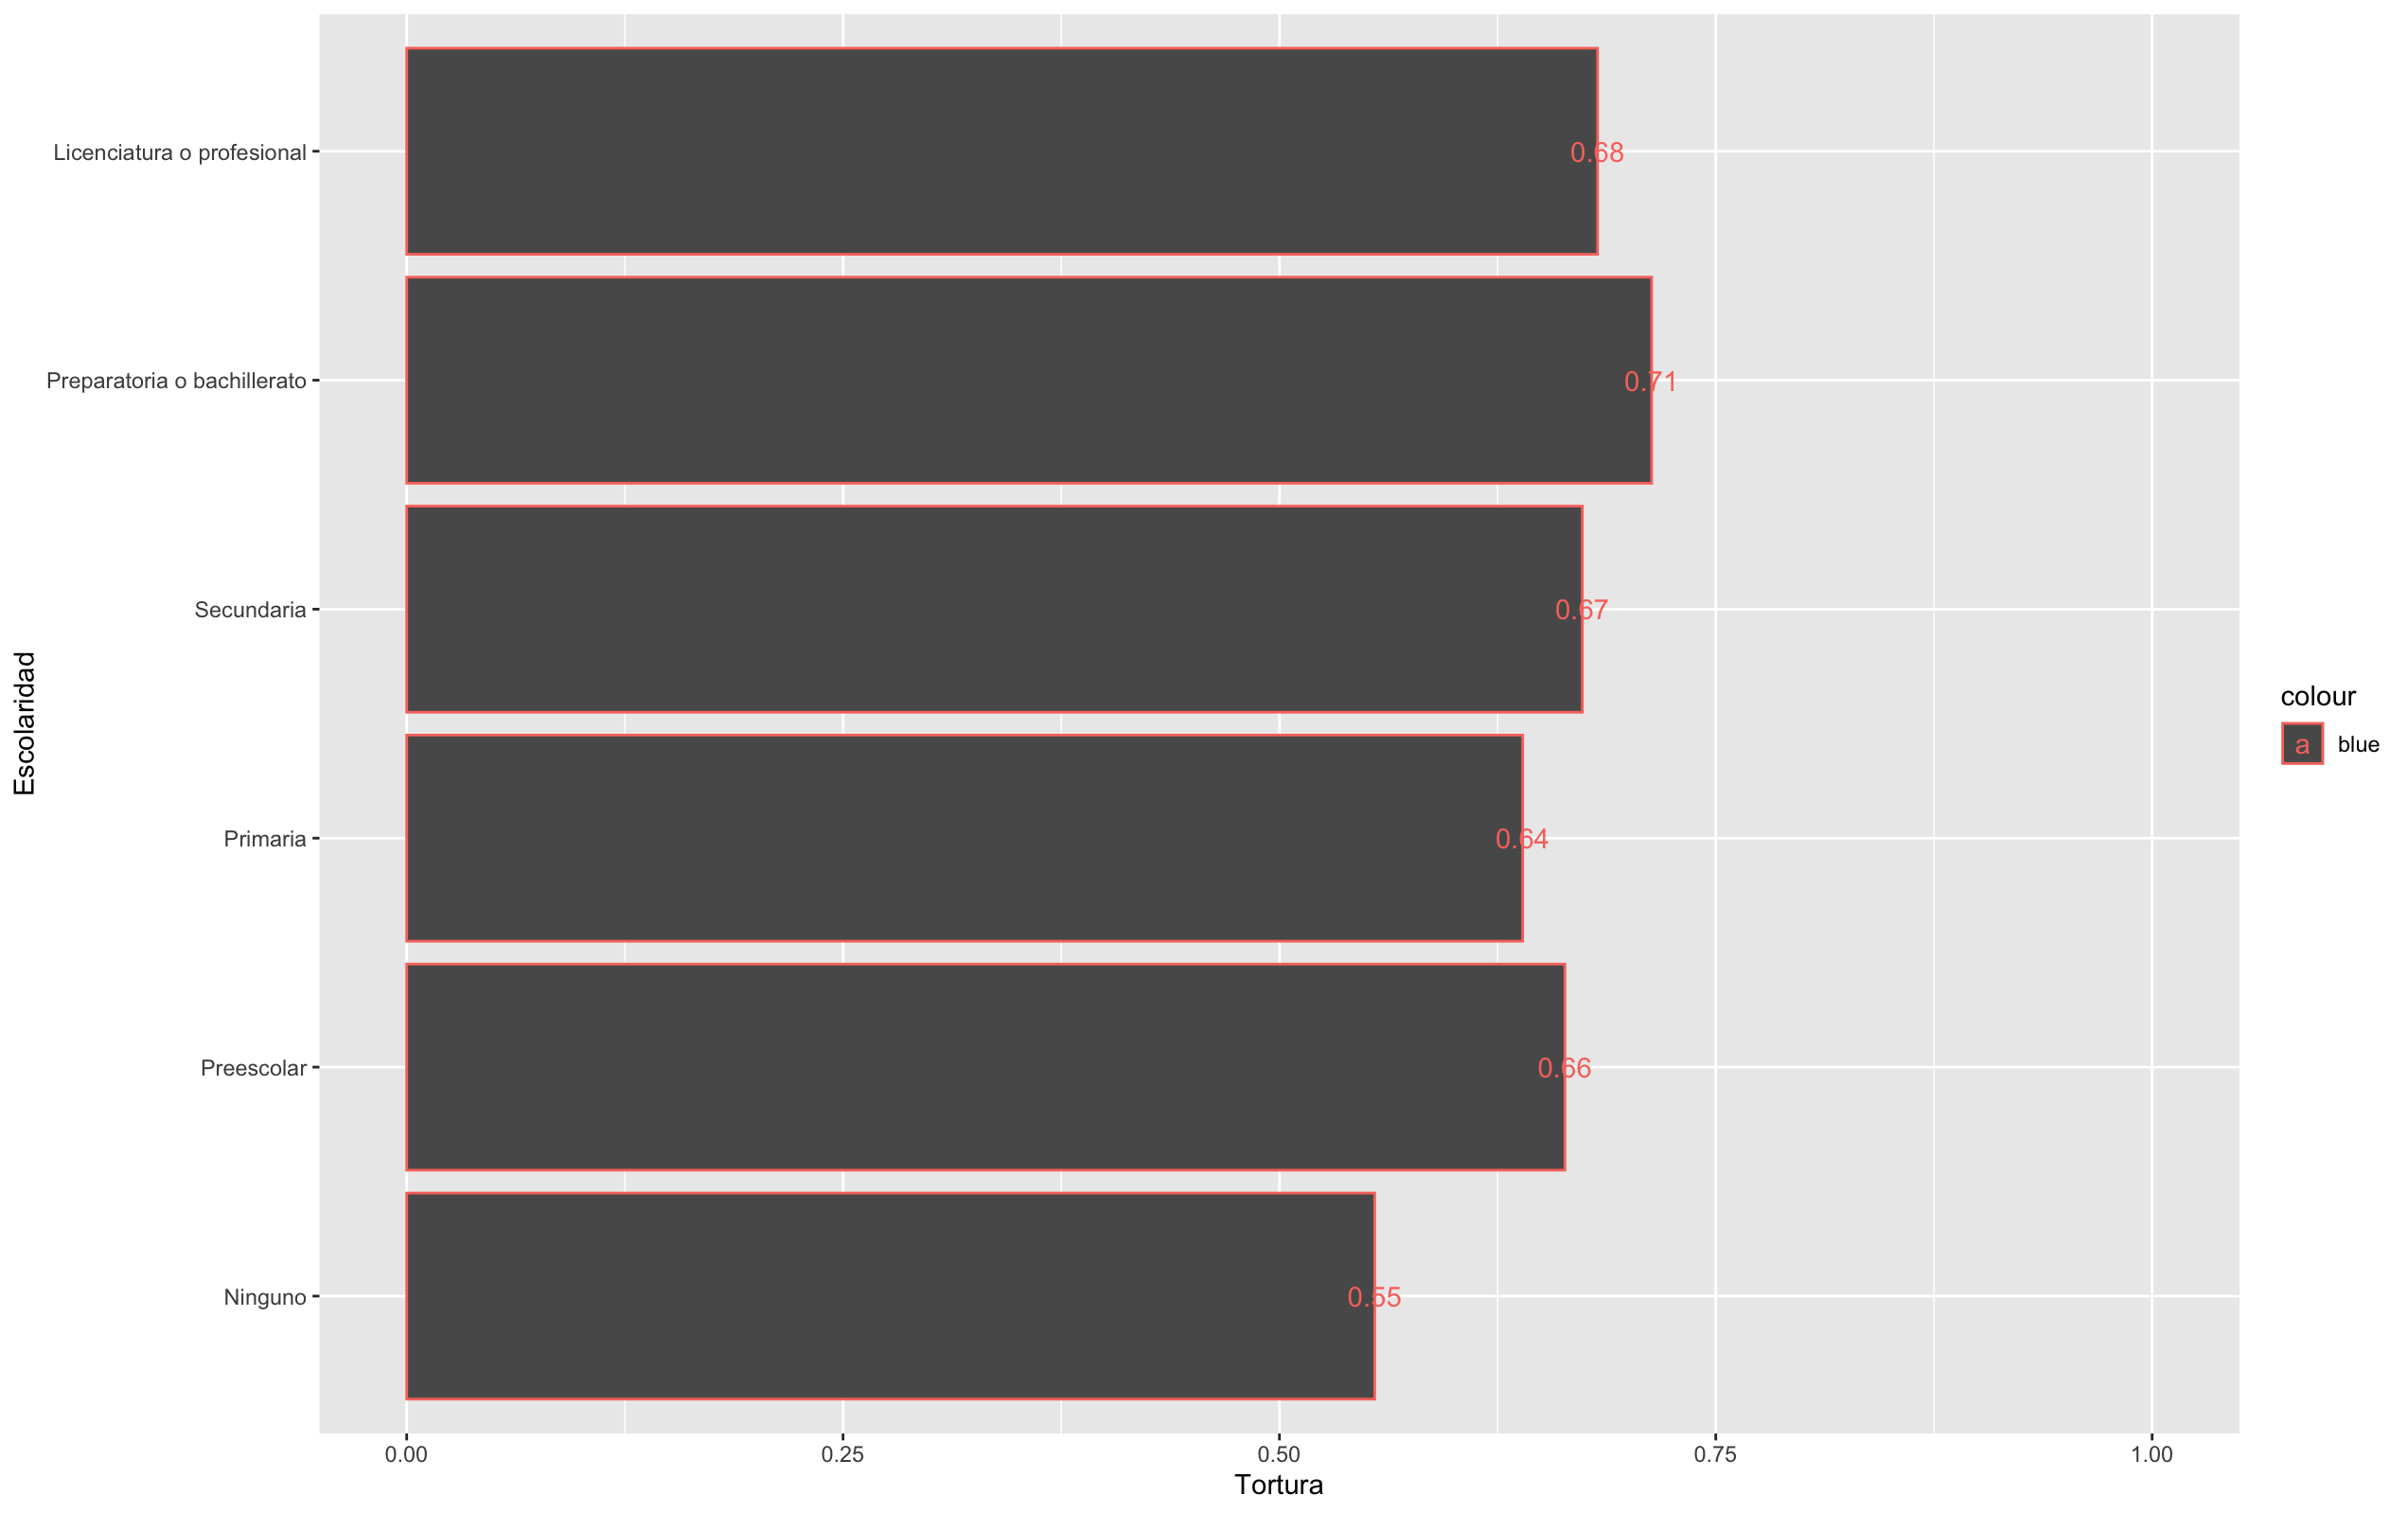 Licenciatura o profesional
0.68
Preparatoria o bachillerato
0.71
Secundaria
0.67
Primaria
0.64
Preescolar
0.66
Ninguno
0.55
Escolaridad
0.00 0.25 0.50 0.75 1.00
Tortura
colour
a blue